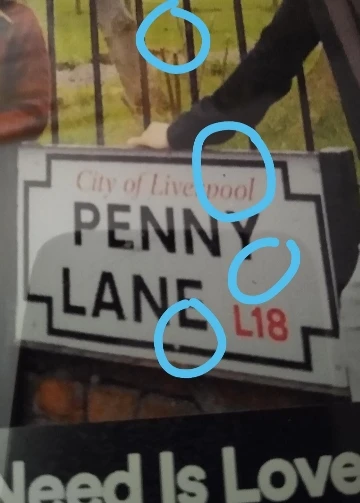 City of Liverpool
PENNY
LANE L18
Need Is Love